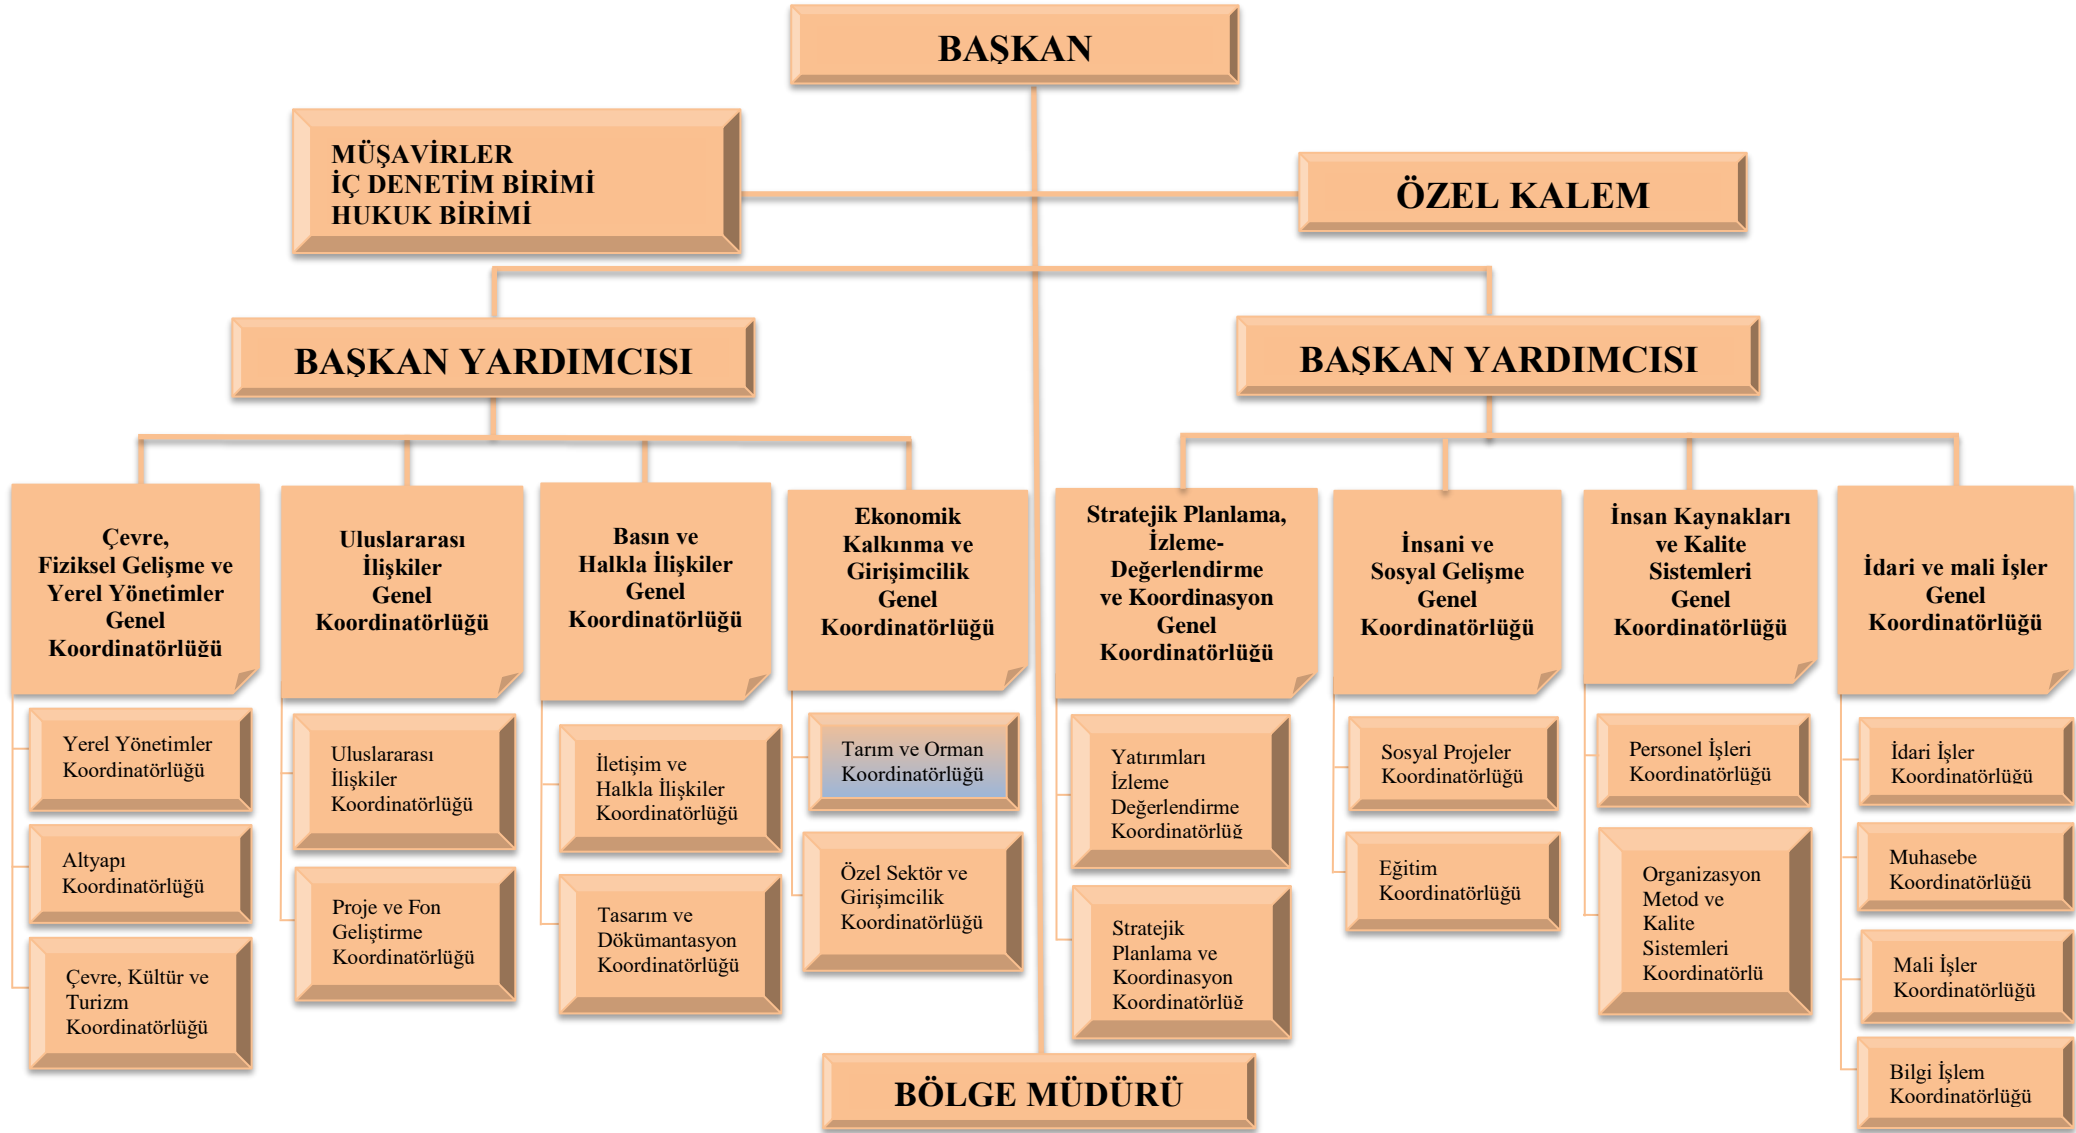 BAŞKAN
MÜŞAVİRLER
İÇ DENETİM BİRİMİ
HUKUK BİRİMİ
ÖZEL KALEM
BAŞKAN YARDIMCISI
BAŞKAN YARDIMCISI
Çevre,
Fiziksel Gelişme ve
Yerel Yönetimler
Genel
Koordinatörlüğü
Uluslararası
İlişkiler
Genel
Koordinatörlüğü
Basın ve
Halkla İlişkiler
Genel
Koordinatörlüğü
Ekonomik
Kalkınma ve
Girişimcilik
Genel
Koordinatörlüğü
Stratejik Planlama,
İzleme-
Değerlendirme
ve Koordinasyon
Genel
Koordinatörlüğü
İnsani ve
Sosyal Gelişme
Genel
Koordinatörlüğü
İnsan Kaynakları
ve Kalite
Sistemleri
Genel
Koordinatörlüğü
İdari ve mali İşler
Genel
Koordinatörlüğü
Yerel Yönetimler
Koordinatörlüğü
Altyapı
Koordinatörlüğü
Çevre, Kültür ve
Turizm
Koordinatörlüğü
Uluslararası
İlişkiler
Koordinatörlüğü
Proje ve Fon
Geliştirme
Koordinatörlüğü
İletişim ve
Halkla İlişkiler
Koordinatörlüğü
Tasarım ve
Dökümantasyon
Koordinatörlüğü
Tarım ve Orman
Koordinatörlüğü
Özel Sektör ve
Girişimcilik
Koordinatörlüğü
Yatırımları
İzleme
Değerlendirme
Koordinatörlüğ
Stratejik
Planlama ve
Koordinasyon
Koordinatörlüğ
Sosyal Projeler
Koordinatörlüğü
Eğitim
Koordinatörlüğü
Personel İşleri
Koordinatörlüğü
Organizasyon
Metod ve
Kalite
Sistemleri
Koordinatörlü
İdari İşler
Koordinatörlüğü
Muhasebe
Koordinatörlüğü
Mali İşler
Koordinatörlüğü
Bilgi İşlem
Koordinatörlüğü
BÖLGE MÜDÜRÜ